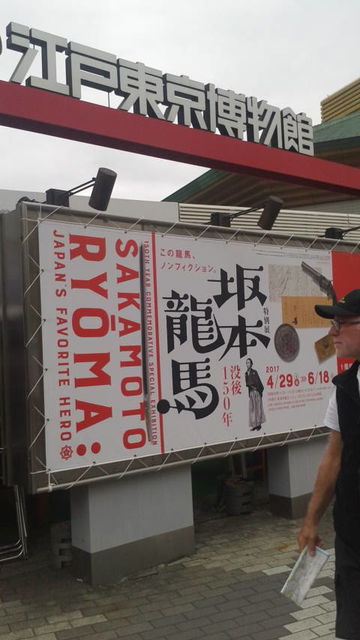 江戸東京博物館
SAKAMOTO
RYŌMA:
JAPAN'S FAVORITE HERO
150TH YEAR COMMEMORATIVE SPECIAL EXHIBITION
この龍馬、
ノンフィクション。
特別展
坂本
龍馬
没後
150年
2017
4/29 6/18